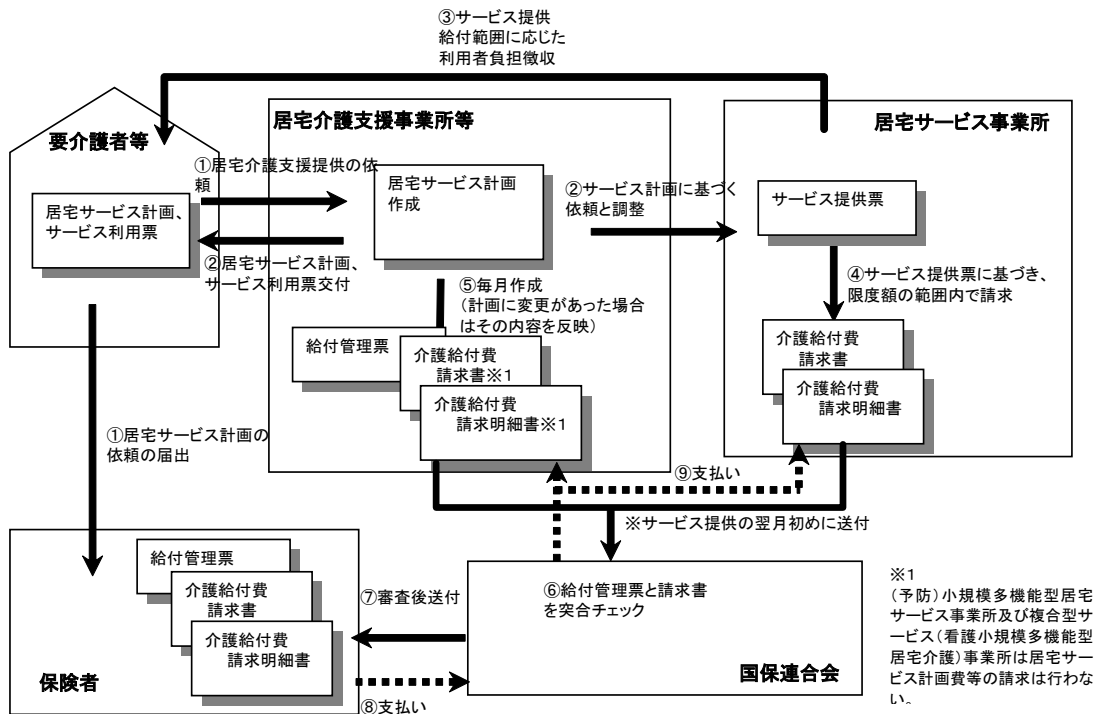 ③サービス提供
給付範囲に応じた
利用者負担徴収
要介護者等
居宅介護支援事業所等
居宅サービス事業所
①居宅介護支援提供の依
頼
居宅サービス計画、
サービス利用票
居宅サービス計画
作成
②サービス計画に基づく
依頼と調整
サービス提供票
②居宅サービス計画、
サービス利用票交付
④サービス提供票に基づき、
限度額の範囲内で請求
⑤毎月作成
(計画に変更があった場合
はその内容を反映)
給付管理票
介護給付費
請求書※1
介護給付費
請求明細書※1
介護給付費
請求書
介護給付費
請求明細書
①居宅サービス計画の
依頼の届出
⑨支払い
※サービス提供の翌月初めに送付
給付管理票
介護給付費
請求書
介護給付費
請求明細書
保険者
⑦審査後送付
⑧支払い
⑥給付管理票と請求書
を突合チェック
国保連合会
※1
(予防)小規模多機能型居宅
サービス事業所及び複合型サ
ービス(看護小規模多機能型
居宅介護)事業所は居宅サー
ビス計画費等の請求は行わな
い。